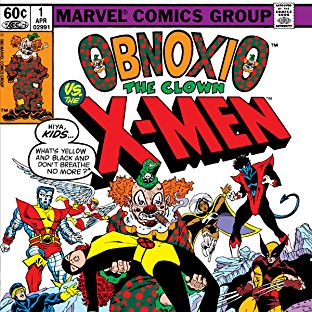 60¢
1
APR
02991
MARVEL COMICS GROUP
OBNOXIO
THE CLOWN
VS. THE
X-MEN
HIYA,
KIDS...
WHAT'S YELLOW
AND BLACK AND
DON'T BREATHE
NO MORE?